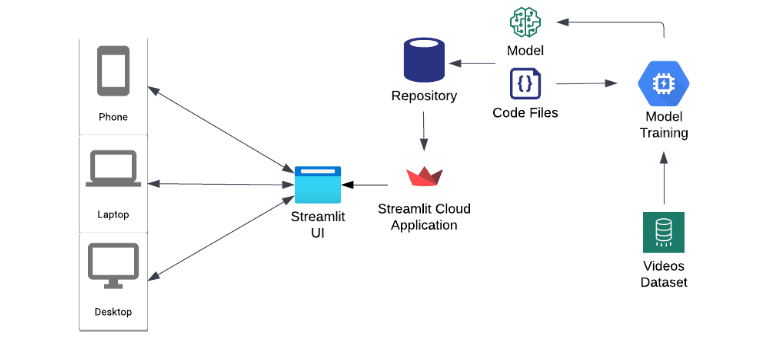 Phone
Laptop
Desktop
Streamlit
UI
Repository
Streamlit Cloud
Application
Model
{}
Code Files
Model
Training
Videos
Dataset